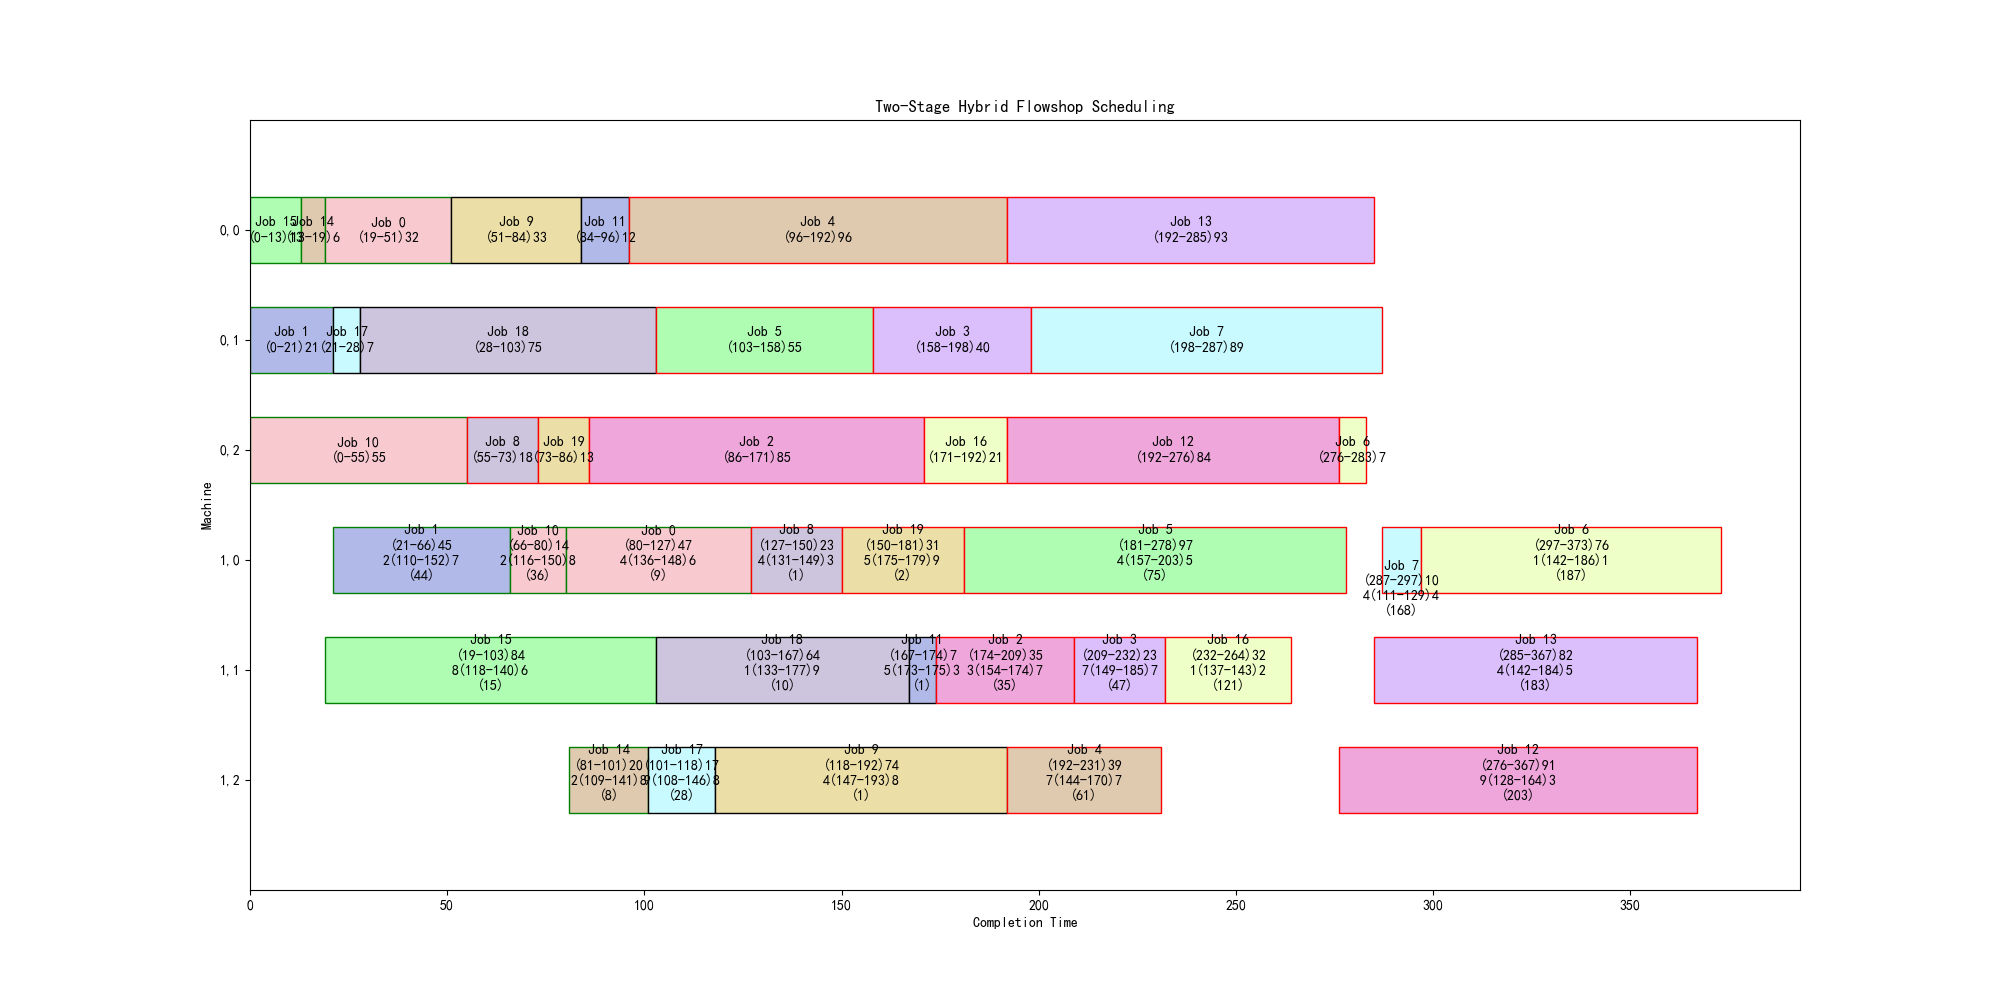 Two-Stage Hybrid Flowshop Scheduling
0,0
Job 15
(0-13)13
Job 14
(13-19)6
Job 0
(19-51)32
Job 9
(51-84)33
Job 11
(84-96)12
Job 4
(96-192)96
Job 13
(192-285)93
0,1
Job 1
(0-21)21
Job 17
(21-28)7
Job 18
(28-103)75
Job 5
(103-158)55
Job 3
(158-198)40
Job 7
(198-287)89
0,2
Job 10
(0-55)55
Job 8
(55-73)18
Job 19
(73-86)13
Job 2
(86-171)85
Job 16
(171-192)21
Job 12
(192-276)84
Job 6
(276-283)7
Machine
1,0
Job 1
(21-66)45
2(110-152)7
(44)
Job 10
(66-80)14
2(116-150)8
(36)
Job 0
(80-127)47
4(136-148)6
(9)
Job 8
(127-150)23
4(131-149)3
(1)
Job 19
(150-181)31
5(175-179)9
(2)
Job 5
(181-278)97
4(157-203)5
(75)
Job 7
(287-297)10
4(111-129)4
(168)
Job 6
(297-373)76
1(142-186)1
(187)
1,1
Job 15
(19-103)84
8(118-140)6
(15)
Job 18
(103-167)64
1(133-177)9
(10)
Job 11
(167-174)7
5(173-175)3
(1)
Job 2
(174-209)35
3(154-174)7
(35)
Job 3
(209-232)23
7(149-185)7
(47)
Job 16
(232-264)32
1(137-143)2
(121)
Job 13
(285-367)82
4(142-184)5
(183)
1,2
Job 14
(81-101)20
2(109-141)8
(8)
Job 17
(101-118)17
9(108-146)8
(28)
Job 9
(118-192)74
4(147-193)8
(1)
Job 4
(192-231)39
7(144-170)7
(61)
Job 12
(276-367)91
9(128-164)3
(203)
0 50 100 150 200 250 300 350
Completion Time